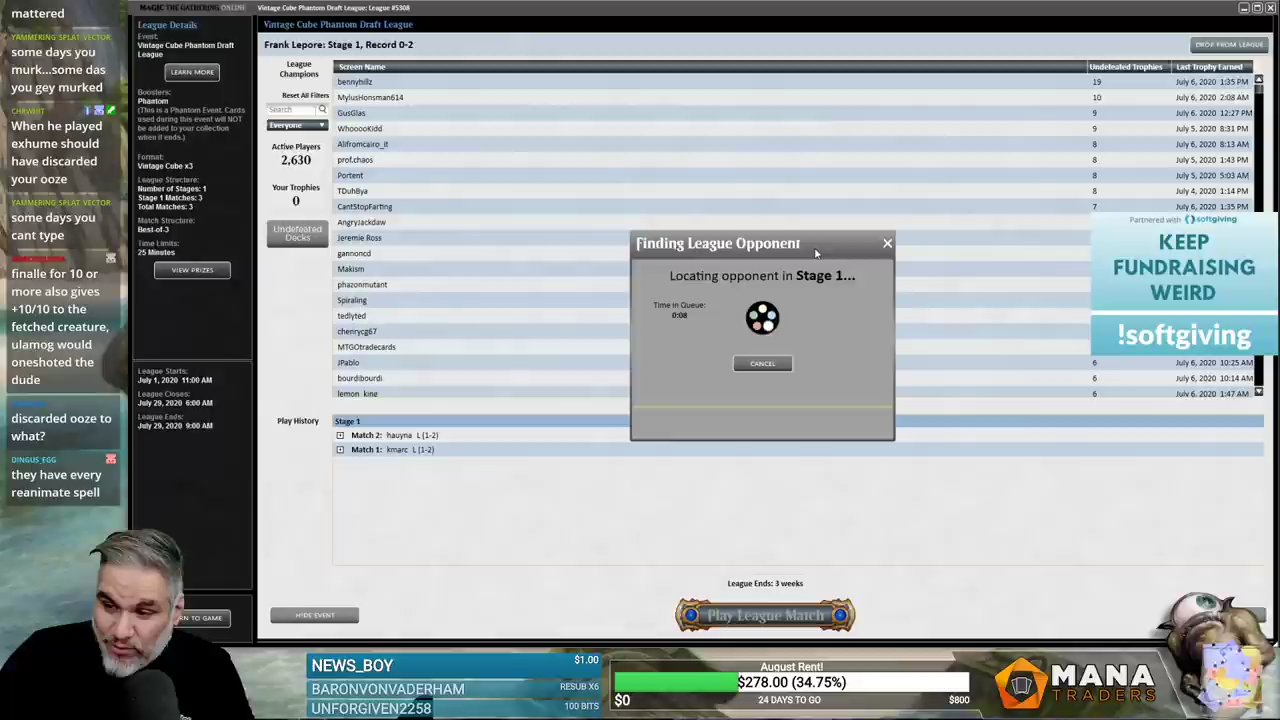 mattered
YAMMERING SPLAT VECTOR
some days you
murk...some das
you gey murked
CHRWHIT
When he played
exhume should
have discarded
your ooze
YAMMERING SPLAT VECTOR
some days you
cant type
finalle for 10 or
more also gives
+10/10 to the
fetched creature,
ulamog would
oneshoted the
dude
discarded ooze to
what?
DINGUS_EGG
they have every
reanimate spell
MAGIC THE GATHERING ONLINE
Vintage Cube Phantom Draft League: League #5308
League Details
Event:
Vintage Cube Phantom Draft
League
LEARN MORE
Boosters:
Phantom
(This is a Phantom Event. Cards
used during this event will NOT
be added to your collection
when it ends.)
Format:
Vintage Cube x3
League Structure:
Number of Stages: 1
Stage 1 Matches: 3
Total Matches: 3
Match Structure:
Best-of-3
Time Limits:
25 Minutes
VIEW PRIZES
League Starts:
July 1, 2020 11:00 AM
League Closes:
July 29, 2020 6:00 AM
League Ends:
July 29, 2020 9:00 AM
RN TO GAME
Vintage Cube Phantom Draft League
Frank Lepore: Stage 1, Record 0-2
DROP FROM LEAGUE
League
Champions
Reset All Filters
Search
Everyone
Active Players
2,630
Your Trophies
0
Undefeated
Decks
Screen Name Undefeated Trophies Last Trophy Earned
bennyhillz 19 July 6, 2020 1:35 PM
MylusHonsman614 10 July 6, 2020 2:08 AM
GusGlas 9 July 6, 2020 12:27 PM
WhooooKidd 9 July 5, 2020 8:31 PM
Alifromcairo_it 8 July 6, 2020 8:13 AM
prof.chaos 8 July 5, 2020 1:43 PM
Portent 8 July 5, 2020 5:03 AM
TDuhBya 8 July 4, 2020 1:14 PM
CantStopFarting 7 July 6, 2020 1:35 PM
AngryJackdaw
Jeremie Ross
gannoncd
Makism
phazonmutant
Spiraling
tedlyted
chenrycg67
MTGOtradecards
JPablo 6 July 6, 2020 10:25 AM
bourdibourdi 6 July 6, 2020 10:14 AM
lemon_king 6 July 6, 2020 1:47 AM
Finding League Opponent
Locating opponent in Stage 1...
Time in Queue:
0:08
CANCEL
Play History
Stage 1
Match 2: hauyna L (1-2)
Match 1: kmarc L (1-2)
League Ends: 3 weeks
HIDE EVENT
Play League Match
Partnered with softgiving
KEEP
FUNDRAISING
WEIRD
!softgiving
NEWS_BOY $1.00
BARONVONVADERHAM RESUB X6
UNFORGIVEN2258 100 BITS
August Rent!
$278.00 (34.75%)
$0 24 DAYS TO GO $800
MANA
TRADERS